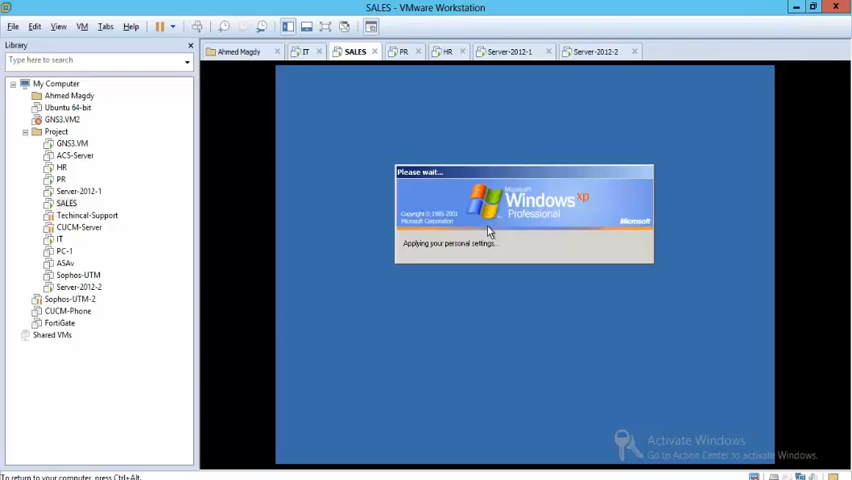 SALES - VMware Workstation
File Edit View VM Tabs Help
Library
Type here to search
My Computer
Ahmed Magdy
Ubuntu 64-bit
GNS3.VM2
Project
GNS3.VM
ACS-Server
HR
PR
Server-2012-1
SALES
Techincal-Support
CUCM-Server
IT
PC-1
ASAv
Sophos-UTM
Server-2012-2
Sophos-UTM-2
CUCM-Phone
FortiGate
Shared VMs
Ahmed Magdy IT SALES PR HR Server-2012-1 Server-2012-2
Please wait...
Microsoft
Windows xp
Professional
Copyright © 1985-2001
Microsoft Corporation
Microsoft
Applying your personal settings...
Activate Windows
Go to Action Center to activate Windows.
To return to your computer, press Ctrl+Alt.